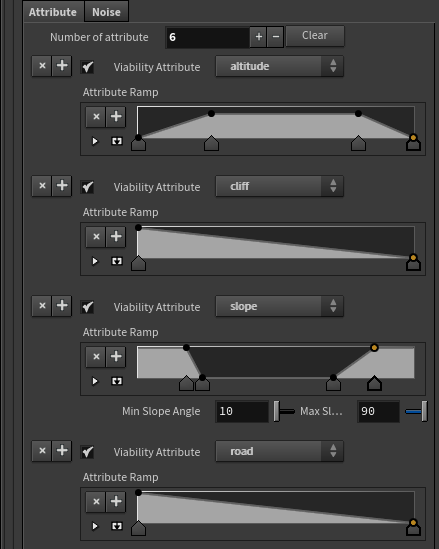 Attribute Noise
Number of attribute 6 + − Clear
× + Viability Attribute altitude
Attribute Ramp
× +
× + Viability Attribute cliff
Attribute Ramp
× +
× + Viability Attribute slope
Attribute Ramp
× +
Min Slope Angle 10 Max Sl... 90
× + Viability Attribute road
Attribute Ramp
× +